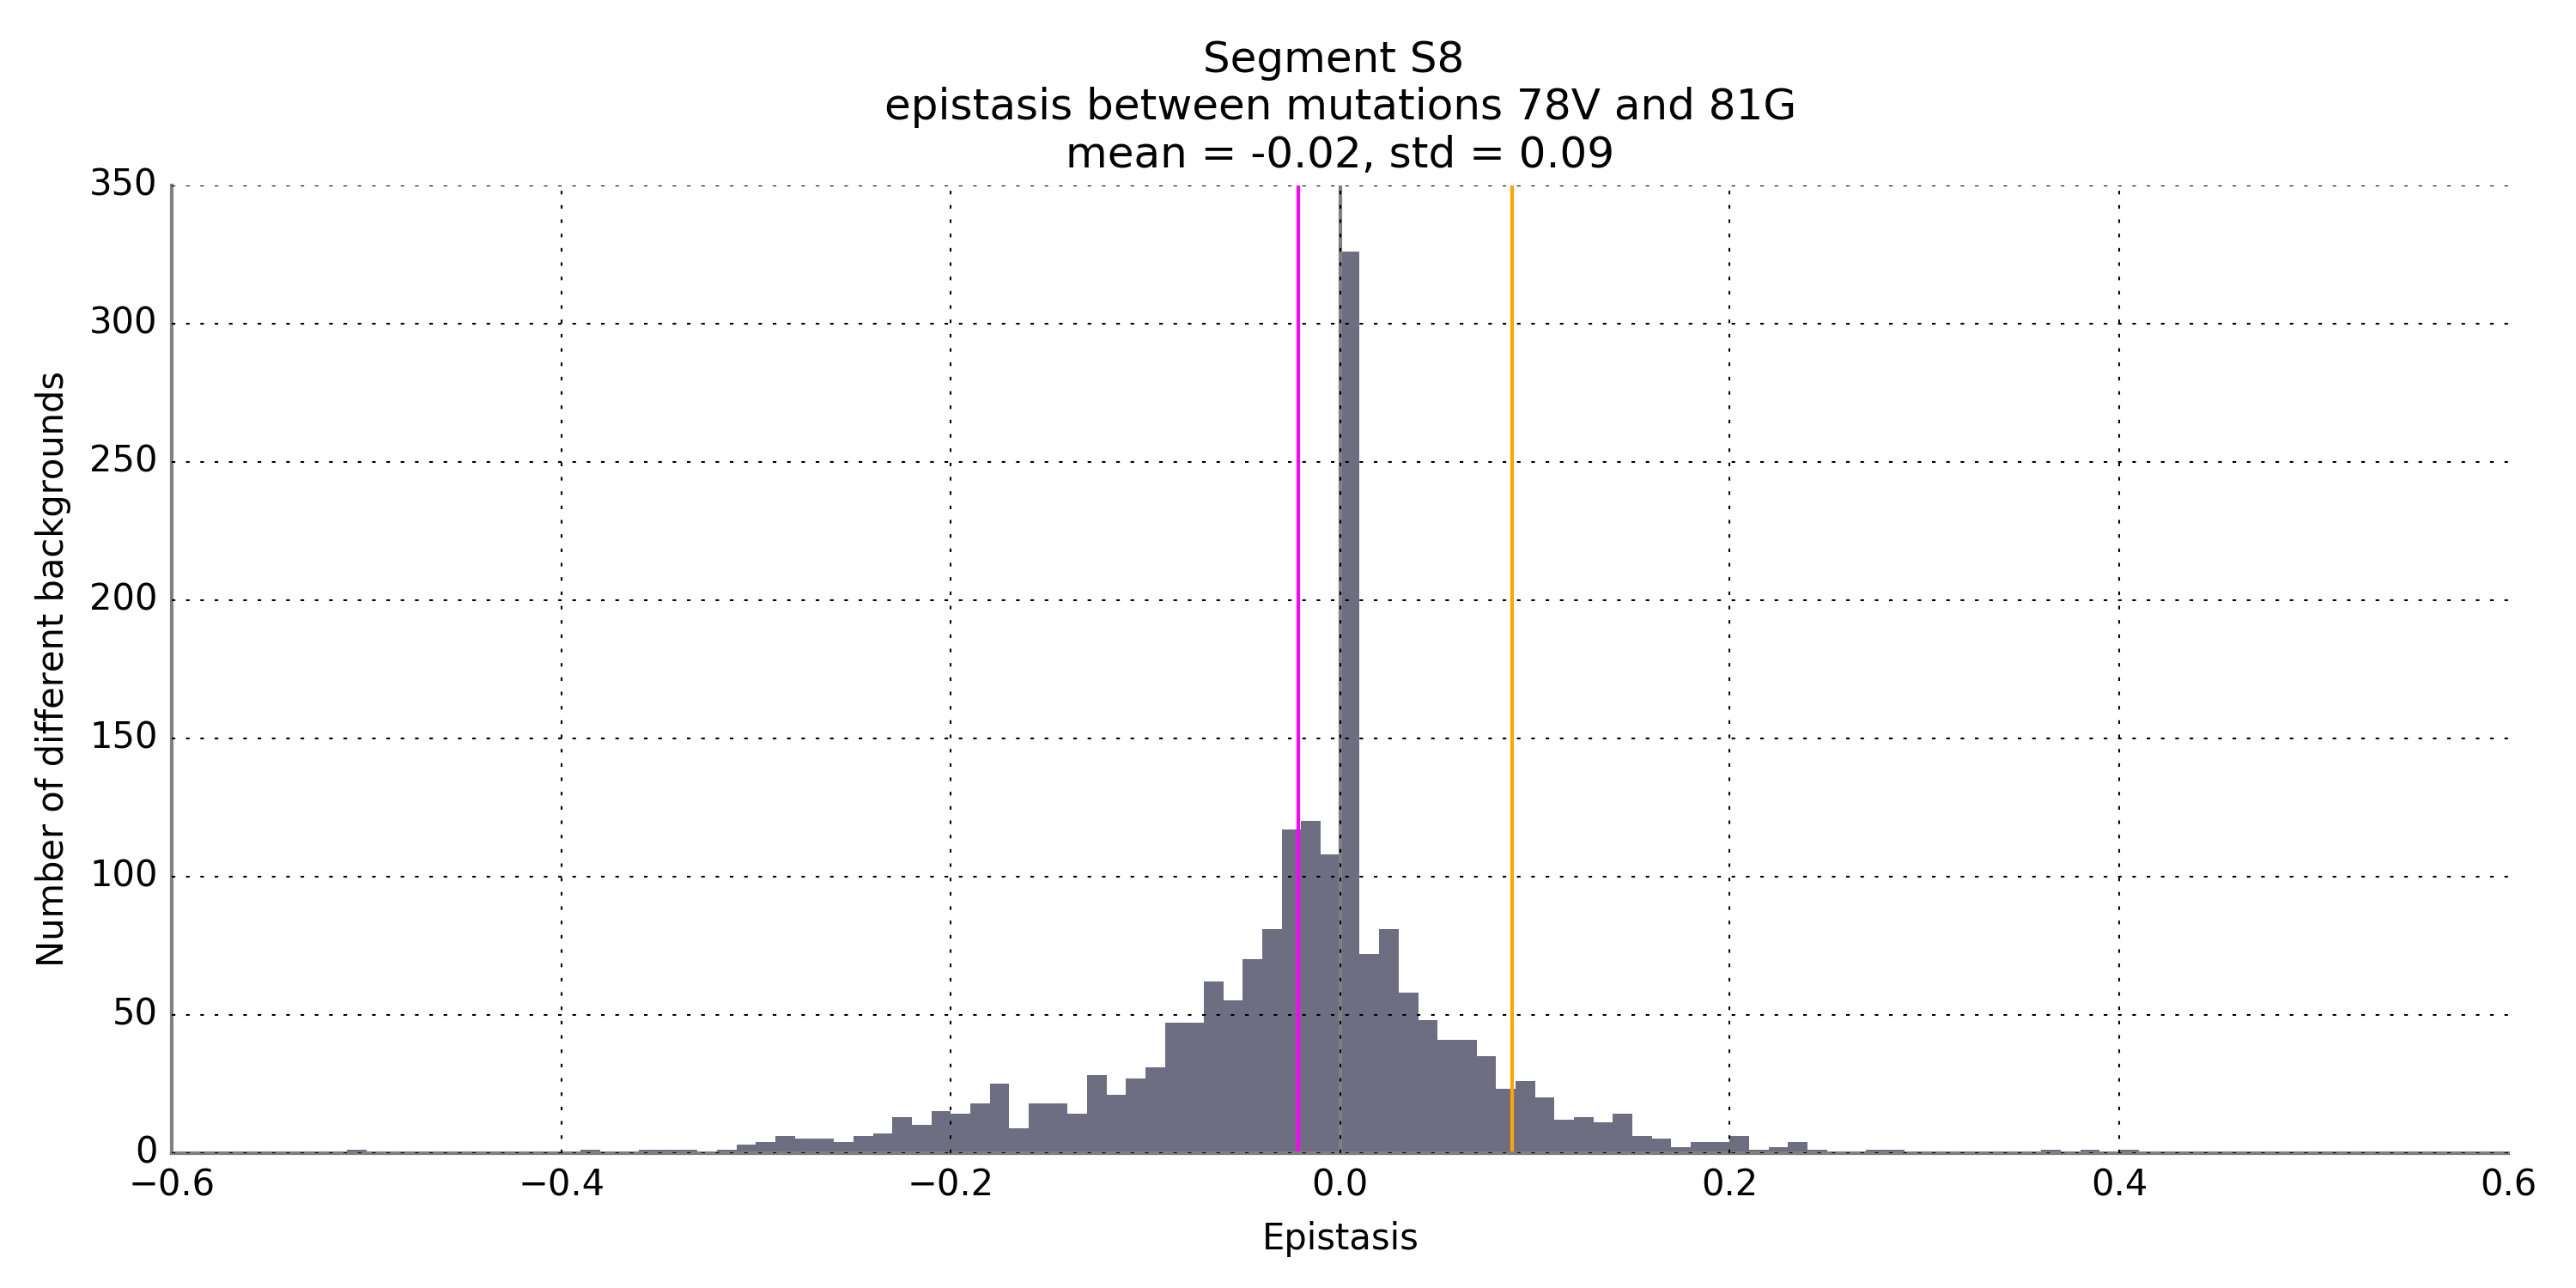 Segment S8
epistasis between mutations 78V and 81G
mean = -0.02, std = 0.09
350
300
250
200
150
100
50
0
Number of different backgrounds
−0.6 −0.4 −0.2 0.0 0.2 0.4 0.6
Epistasis